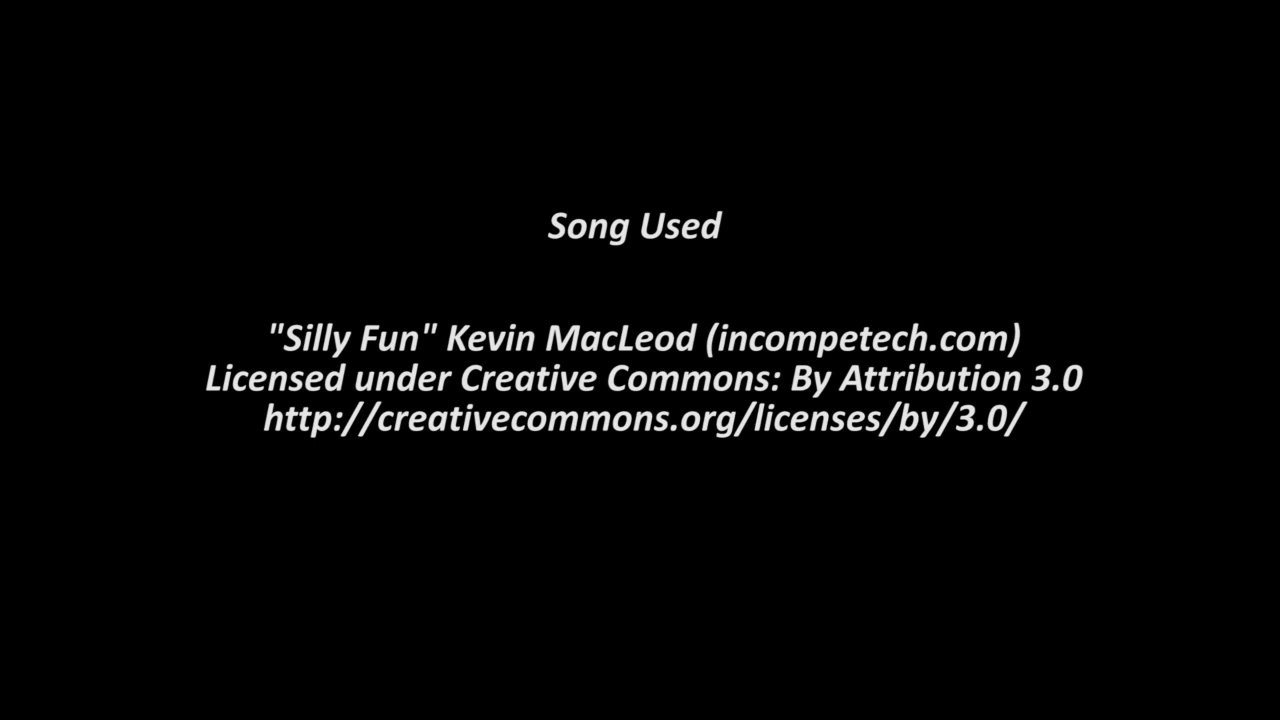 Song Used
"Silly Fun" Kevin MacLeod (incompetech.com)
Licensed under Creative Commons: By Attribution 3.0
http://creativecommons.org/licenses/by/3.0/